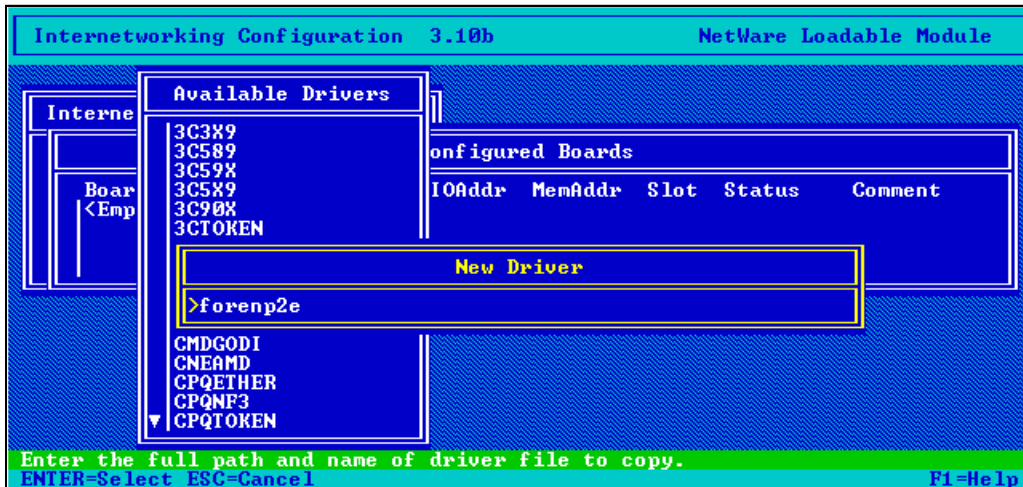 Internetworking Configuration 3.10b NetWare Loadable Module
Available Drivers
Interne
3C3X9
3C589
onfigured Boards
3C59X
Boar 3C5X9 IOAddr MemAddr Slot Status Comment
<Emp 3C90X
3CTOKEN
New Driver
>forenp2e
CMDGODI
CNEAMD
CPQETHER
CPQNF3
▼ CPQTOKEN
Enter the full path and name of driver file to copy.
ENTER=Select ESC=Cancel F1=Help